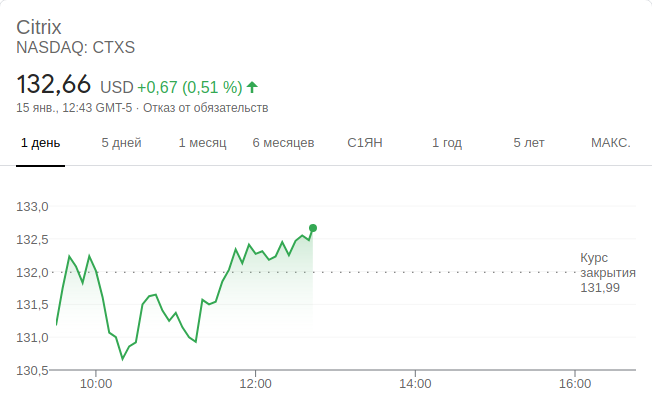 Citrix
NASDAQ: CTXS
132,66 USD +0,67 (0,51 %)
15 янв., 12:43 GMT-5 · Отказ от обязательств
1 день 5 дней 1 месяц 6 месяцев С1ЯН 1 год 5 лет МАКС.
133,0
132,5
132,0
131,5
131,0
130,5
Курс
закрытия
131,99
10:00 12:00 14:00 16:00